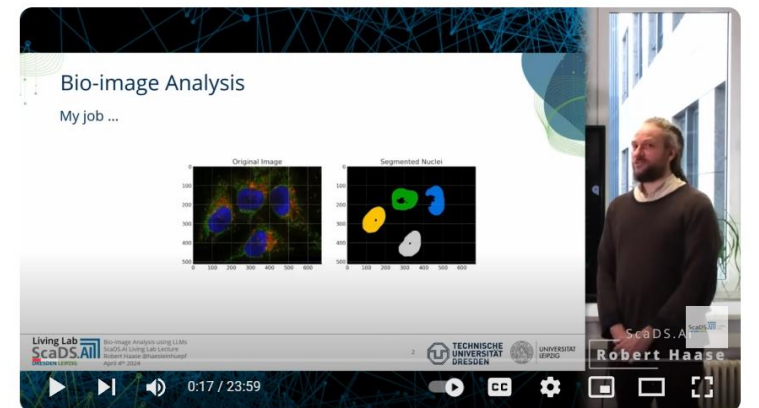 Bio-image Analysis
My job ...
Original Image
Segmented Nuclei
0
100
200
300
400
500
0 100 200 300 400 500 600
0
100
200
300
400
500
0 100 200 300 400 500 600
Living Lab
ScaDS.AI
DRESDEN LEIPZIG
Bio-image Analysis using LLMs
ScaDS.AI Living Lab Lecture
Robert Haase @haesleinhuepf
April 4th 2024
2
TECHNISCHE
UNIVERSITÄT
DRESDEN
UNIVERSITÄT
LEIPZIG
ScaDS.AI
Robert Haase
0:17 / 23:59
CC